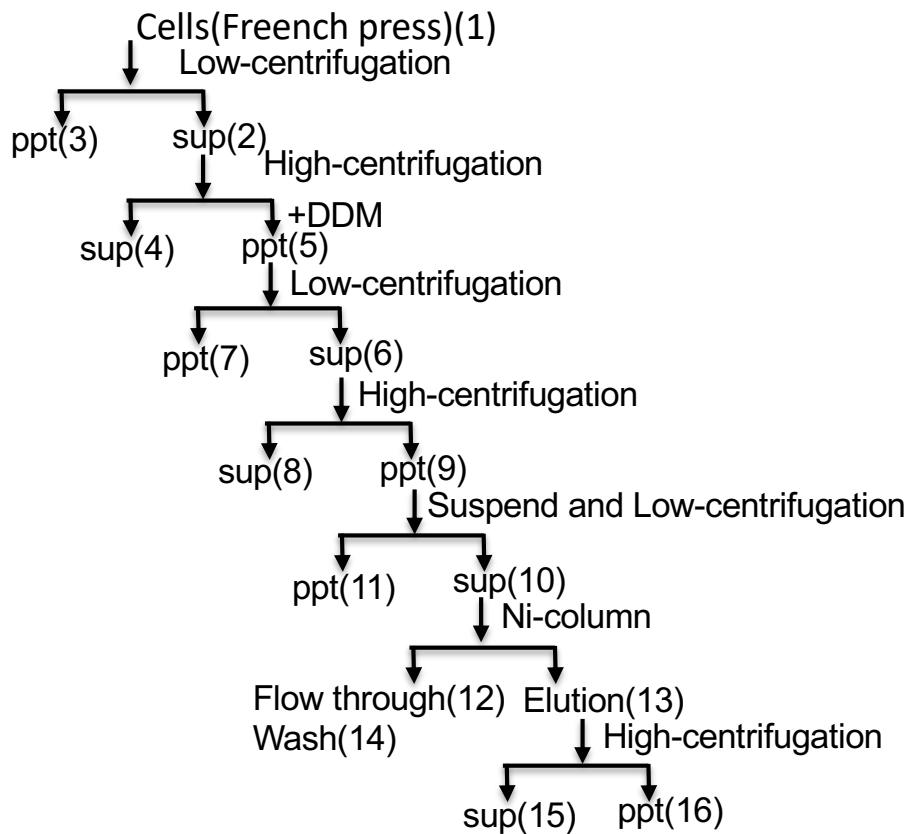 Cells(Freench press)(1)
Low-centrifugation
ppt(3)
sup(2)
High-centrifugation
+DDM
sup(4)
ppt(5)
Low-centrifugation
ppt(7)
sup(6)
High-centrifugation
sup(8)
ppt(9)
Suspend and Low-centrifugation
ppt(11)
sup(10)
Ni-column
Flow through(12)
Elution(13)
Wash(14)
High-centrifugation
sup(15)
ppt(16)